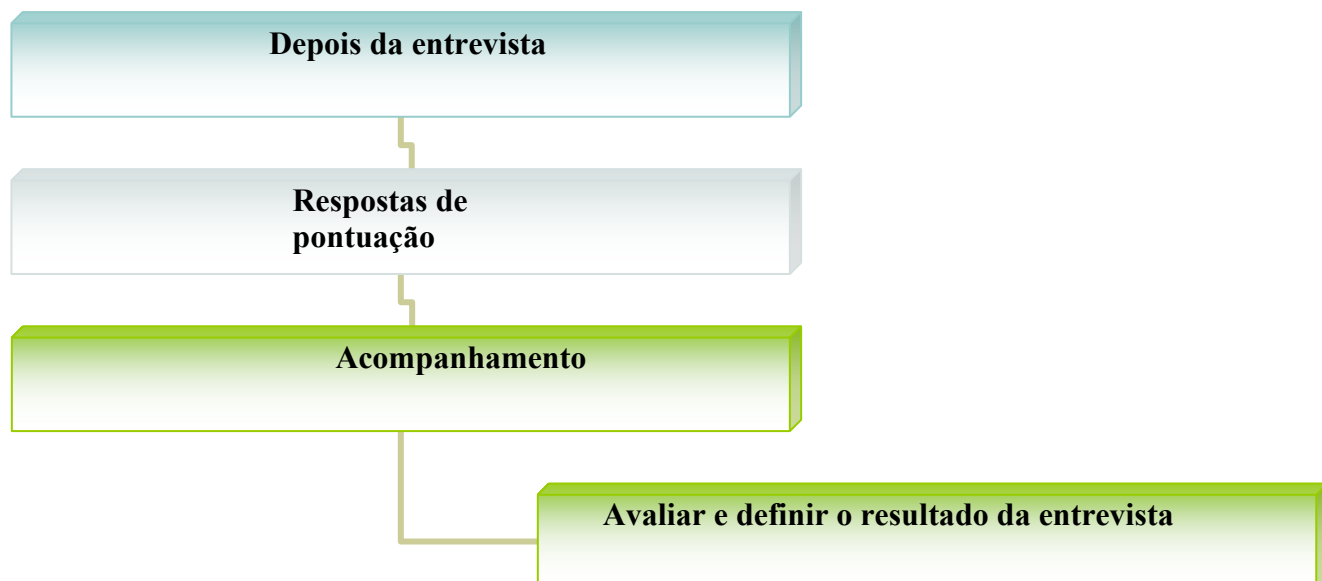 Depois da entrevista
Respostas de
pontuação
Acompanhamento
Avaliar e definir o resultado da entrevista